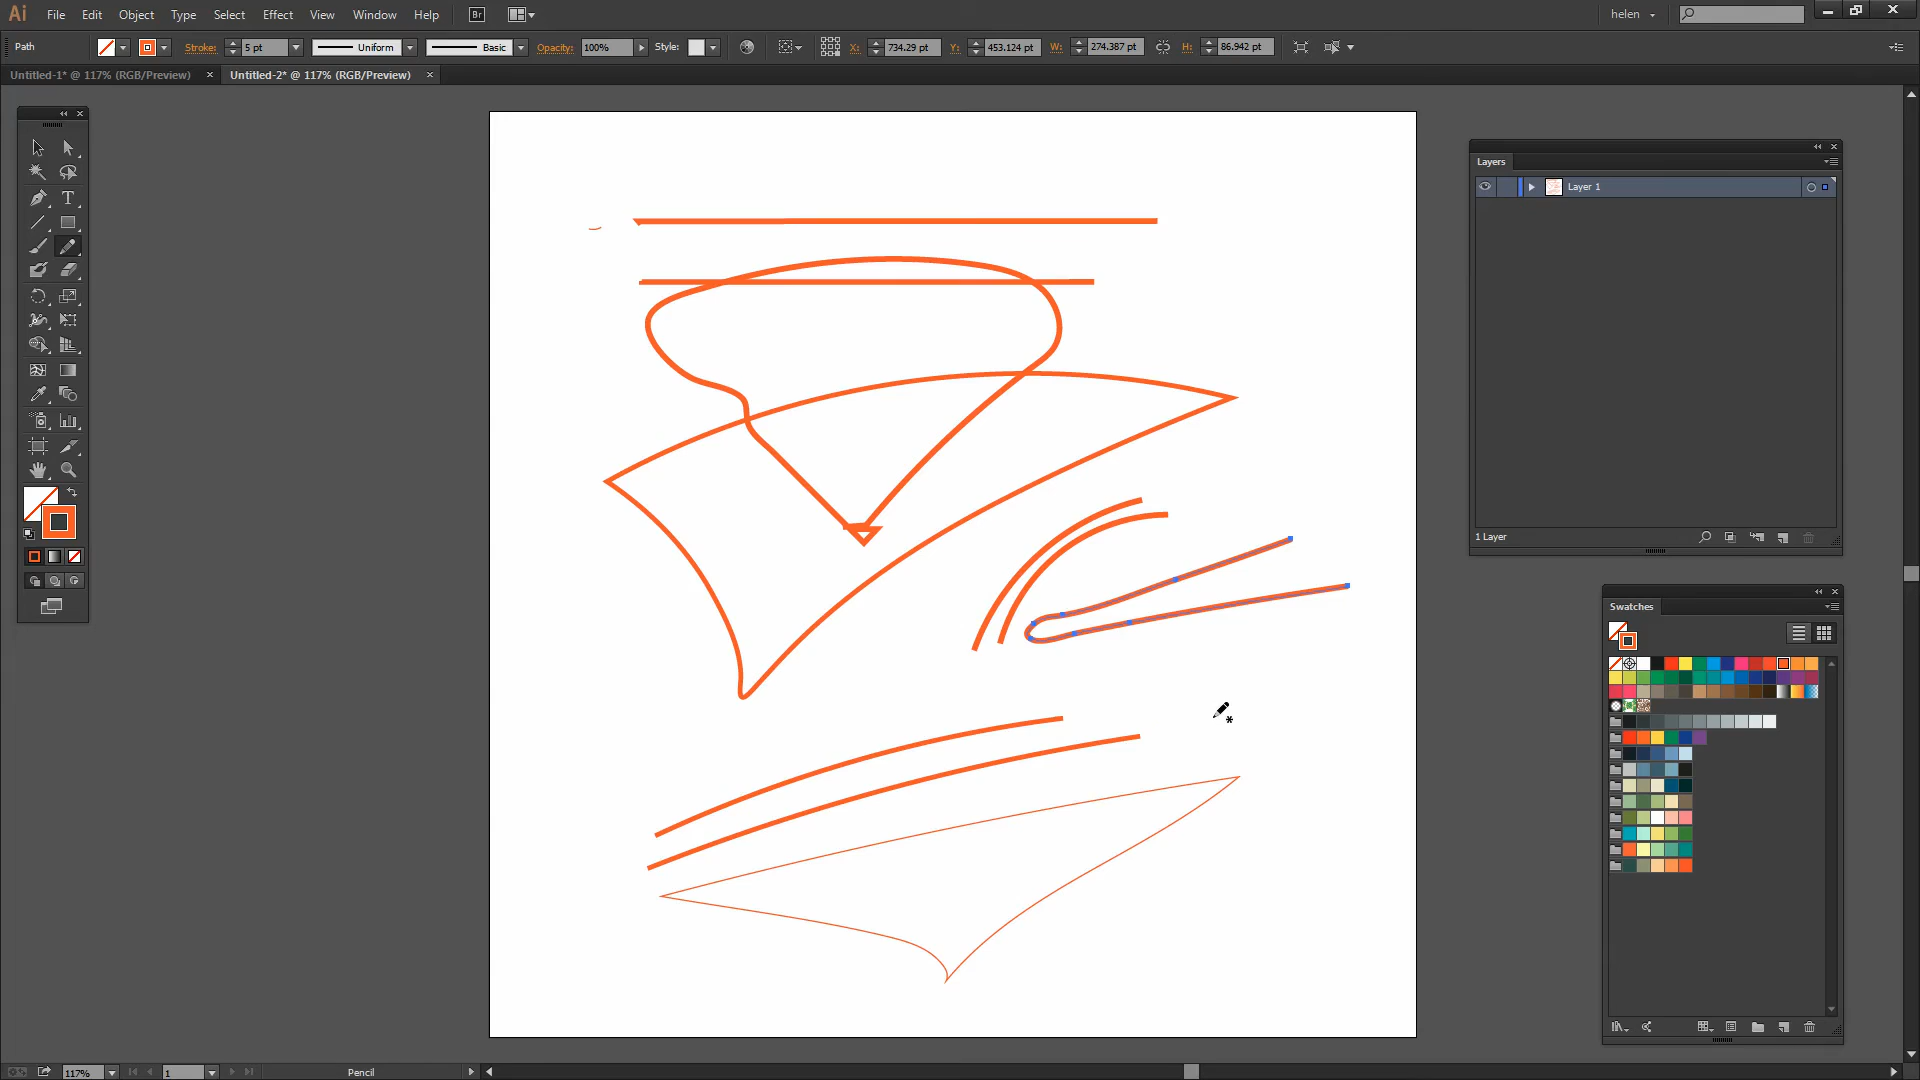 Ai File Edit Object Type Select Effect View Window Help Br helen
Path Stroke: 5 pt Uniform Basic Opacity: 100% Style: X: 734.29 pt Y: 453.124 pt W: 274.387 pt H: 86.942 pt
Untitled-1* @ 117% (RGB/Preview) × Untitled-2* @ 117% (RGB/Preview) ×
Layers
Layer 1
1 Layer
Swatches
117% 1 Pencil